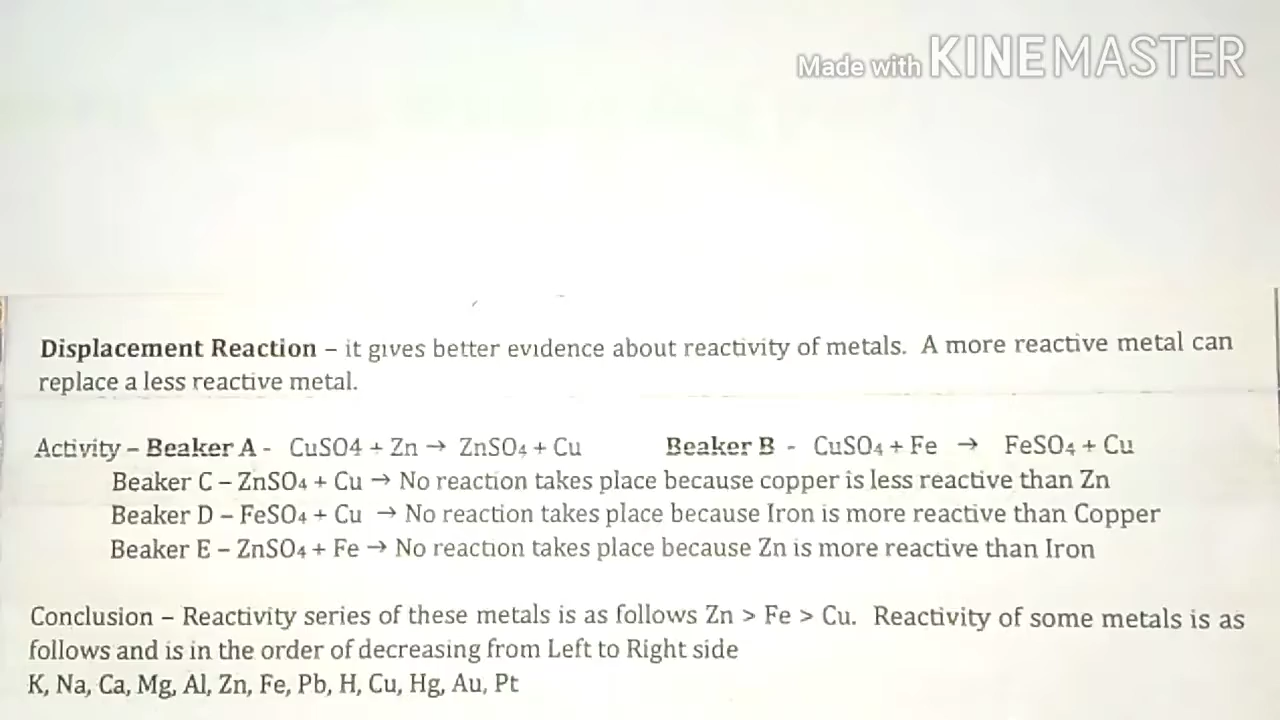 Made with KINEMASTER
Displacement Reaction – it gives better evidence about reactivity of metals. A more reactive metal can
replace a less reactive metal.
Activity – Beaker A - CuSO4 + Zn → ZnSO₄ + Cu Beaker B - CuSO₄ + Fe → FeSO₄ + Cu
Beaker C – ZnSO₄ + Cu → No reaction takes place because copper is less reactive than Zn
Beaker D – FeSO₄ + Cu → No reaction takes place because Iron is more reactive than Copper
Beaker E – ZnSO₄ + Fe → No reaction takes place because Zn is more reactive than Iron
Conclusion – Reactivity series of these metals is as follows Zn > Fe > Cu. Reactivity of some metals is as
follows and is in the order of decreasing from Left to Right side
K, Na, Ca, Mg, Al, Zn, Fe, Pb, H, Cu, Hg, Au, Pt